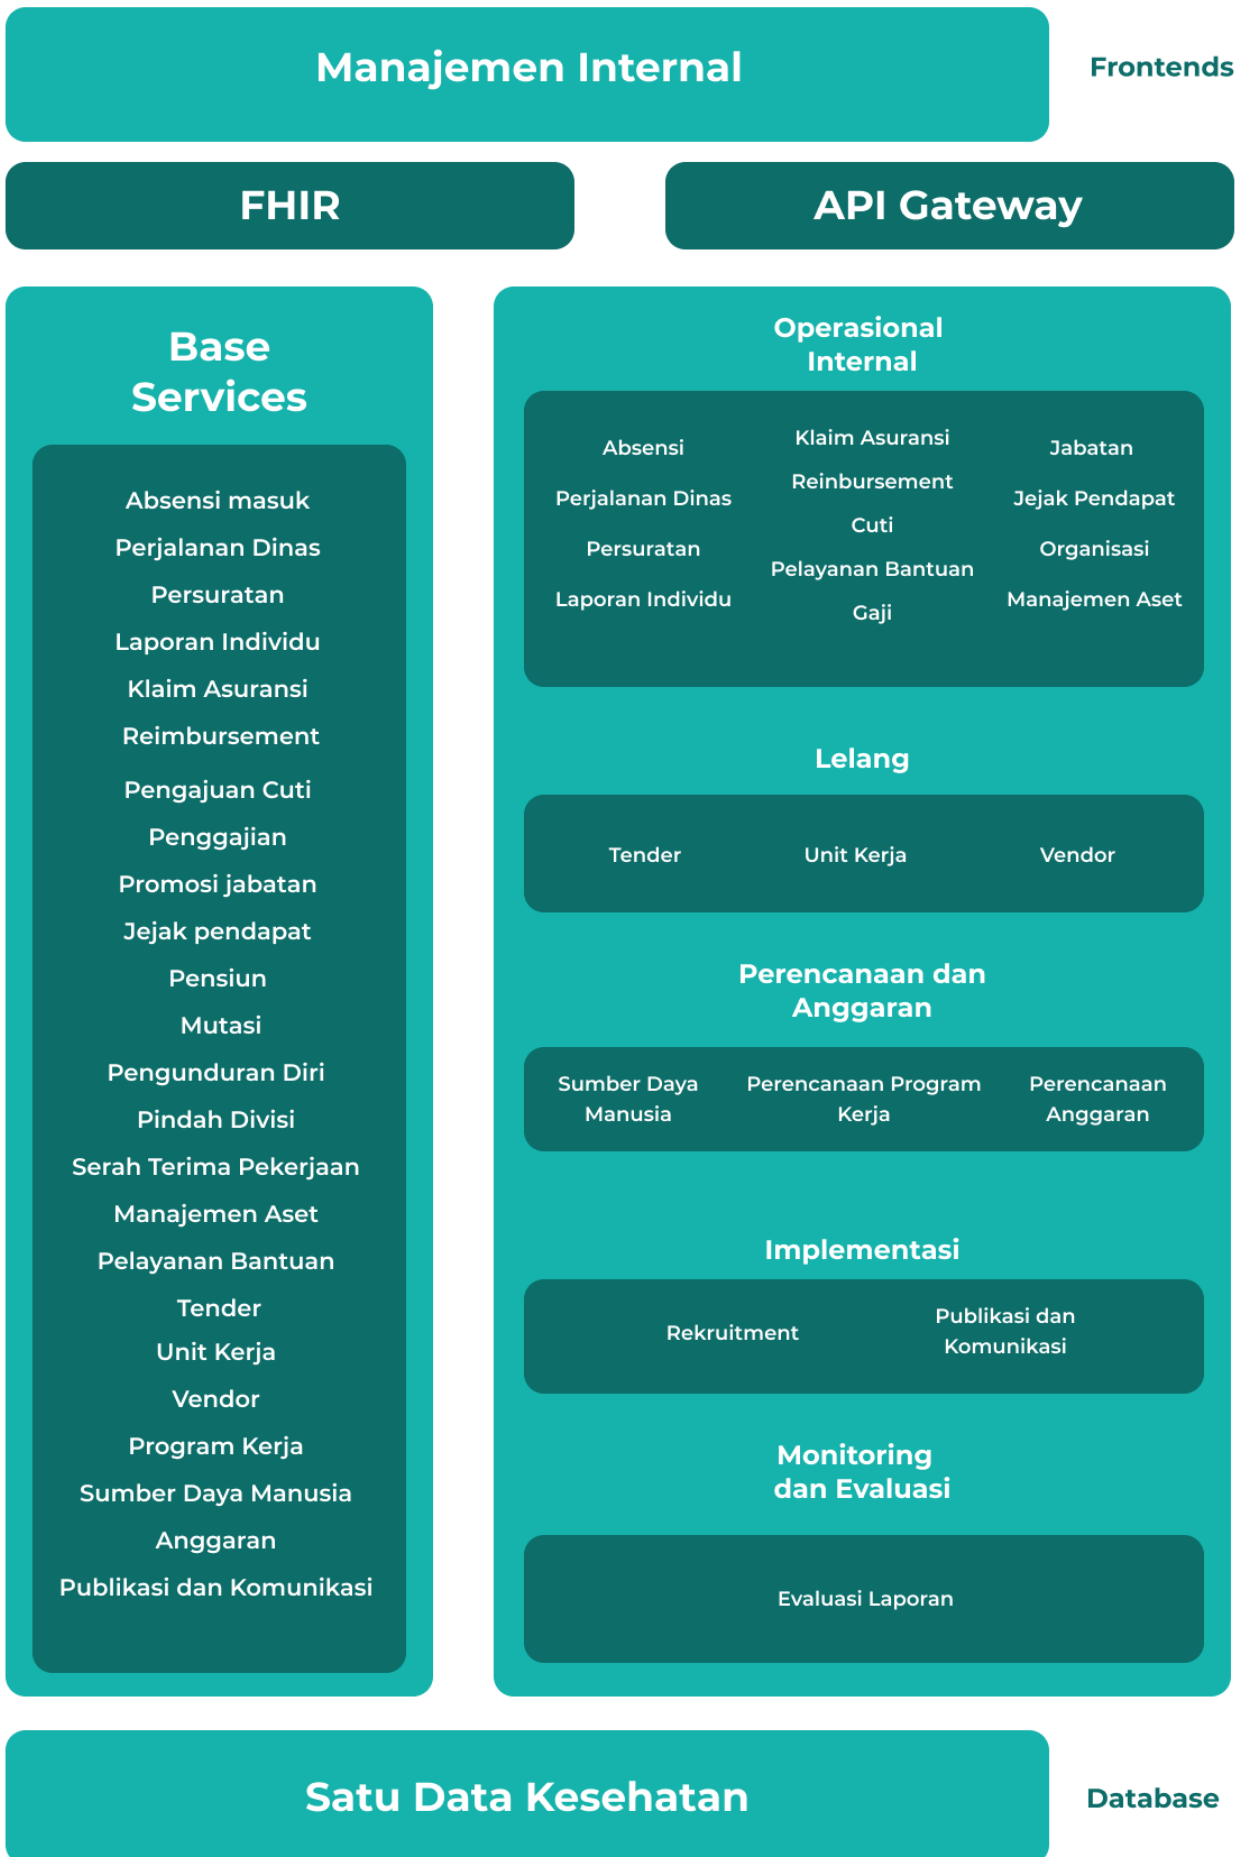 Manajemen Internal
Frontends
FHIR
API Gateway
Base
Services
Absensi masuk
Perjalanan Dinas
Persuratan
Laporan Individu
Klaim Asuransi
Reimbursement
Pengajuan Cuti
Penggajian
Promosi jabatan
Jejak pendapat
Pensiun
Mutasi
Pengunduran Diri
Pindah Divisi
Serah Terima Pekerjaan
Manajemen Aset
Pelayanan Bantuan
Tender
Unit Kerja
Vendor
Program Kerja
Sumber Daya Manusia
Anggaran
Publikasi dan Komunikasi
Operasional
Internal
Absensi
Perjalanan Dinas
Persuratan
Laporan Individu
Klaim Asuransi
Reinbursement
Cuti
Pelayanan Bantuan
Gaji
Jabatan
Jejak Pendapat
Organisasi
Manajemen Aset
Lelang
Tender
Unit Kerja
Vendor
Perencanaan dan
Anggaran
Sumber Daya
Manusia
Perencanaan Program
Kerja
Perencanaan
Anggaran
Implementasi
Rekruitment
Publikasi dan
Komunikasi
Monitoring
dan Evaluasi
Evaluasi Laporan
Satu Data Kesehatan
Database